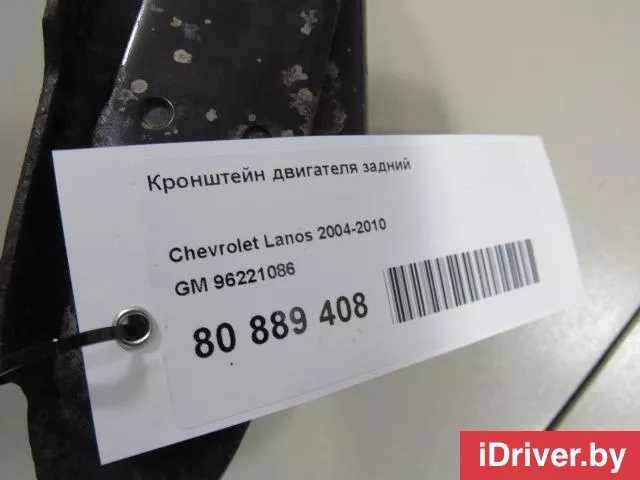 Кронштейн двигателя задний
Chevrolet Lanos 2004-2010
GM 96221086
80 889 408
iDriver.by